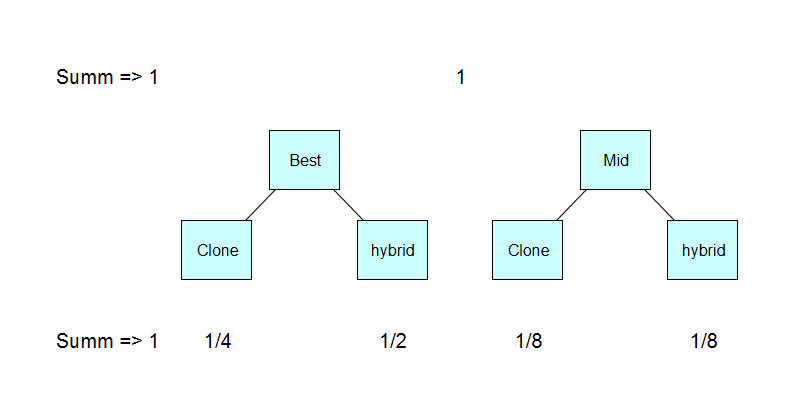 Summ => 1 1
Best Mid
Clone hybrid Clone hybrid
Summ => 1 1/4 1/2 1/8 1/8